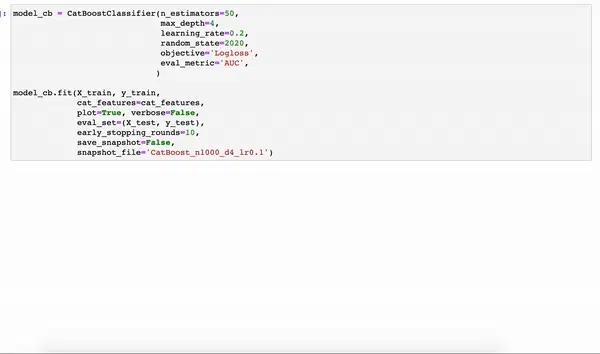 ]: model_cb = CatBoostClassifier(n_estimators=50,
max_depth=4,
learning_rate=0.2,
random_state=2020,
objective='Logloss',
eval_metric='AUC',
)
model_cb.fit(X_train, y_train,
cat_features=cat_features,
plot=True, verbose=False,
eval_set=(X_test, y_test),
early_stopping_rounds=10,
save_snapshot=False,
snapshot_file='CatBoost_n1000_d4_lr0.1')